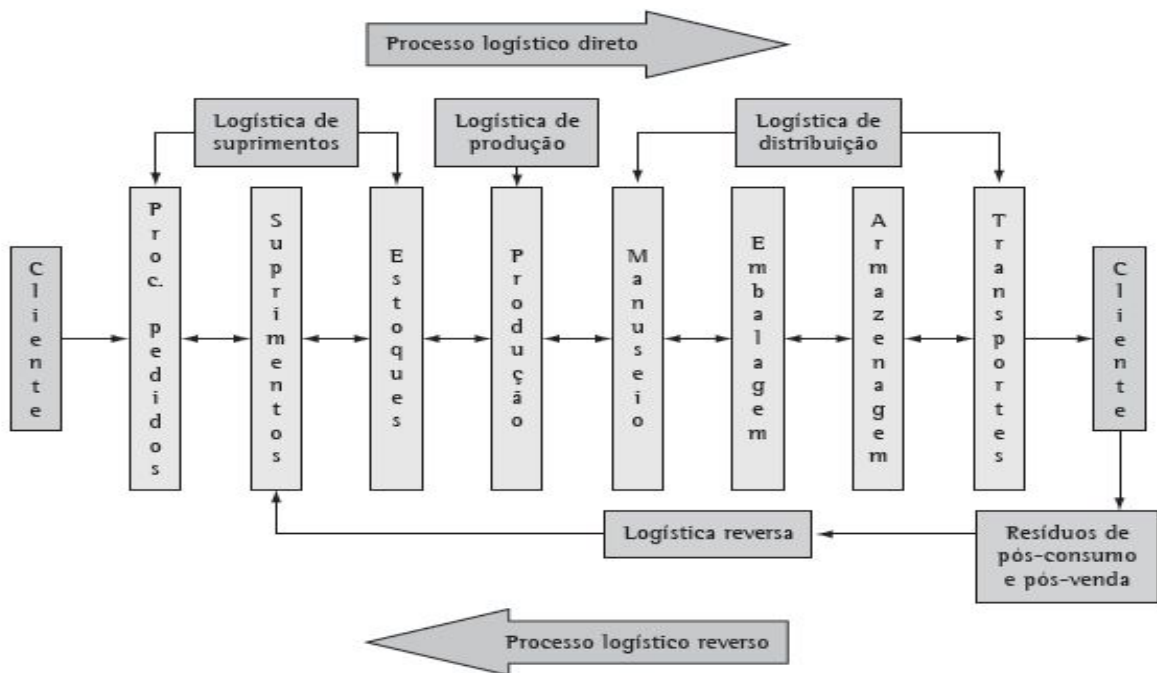 Processo logístico direto
Logística de
suprimentos
Logística de
produção
Logística de
distribuição
Cliente
Proc. pedidos
Suprimentos
Estoques
Produção
Manuseio
Embalagem
Armazenagem
Transportes
Cliente
Logística reversa
Resíduos de
pós-consumo
e pós-venda
Processo logístico reverso